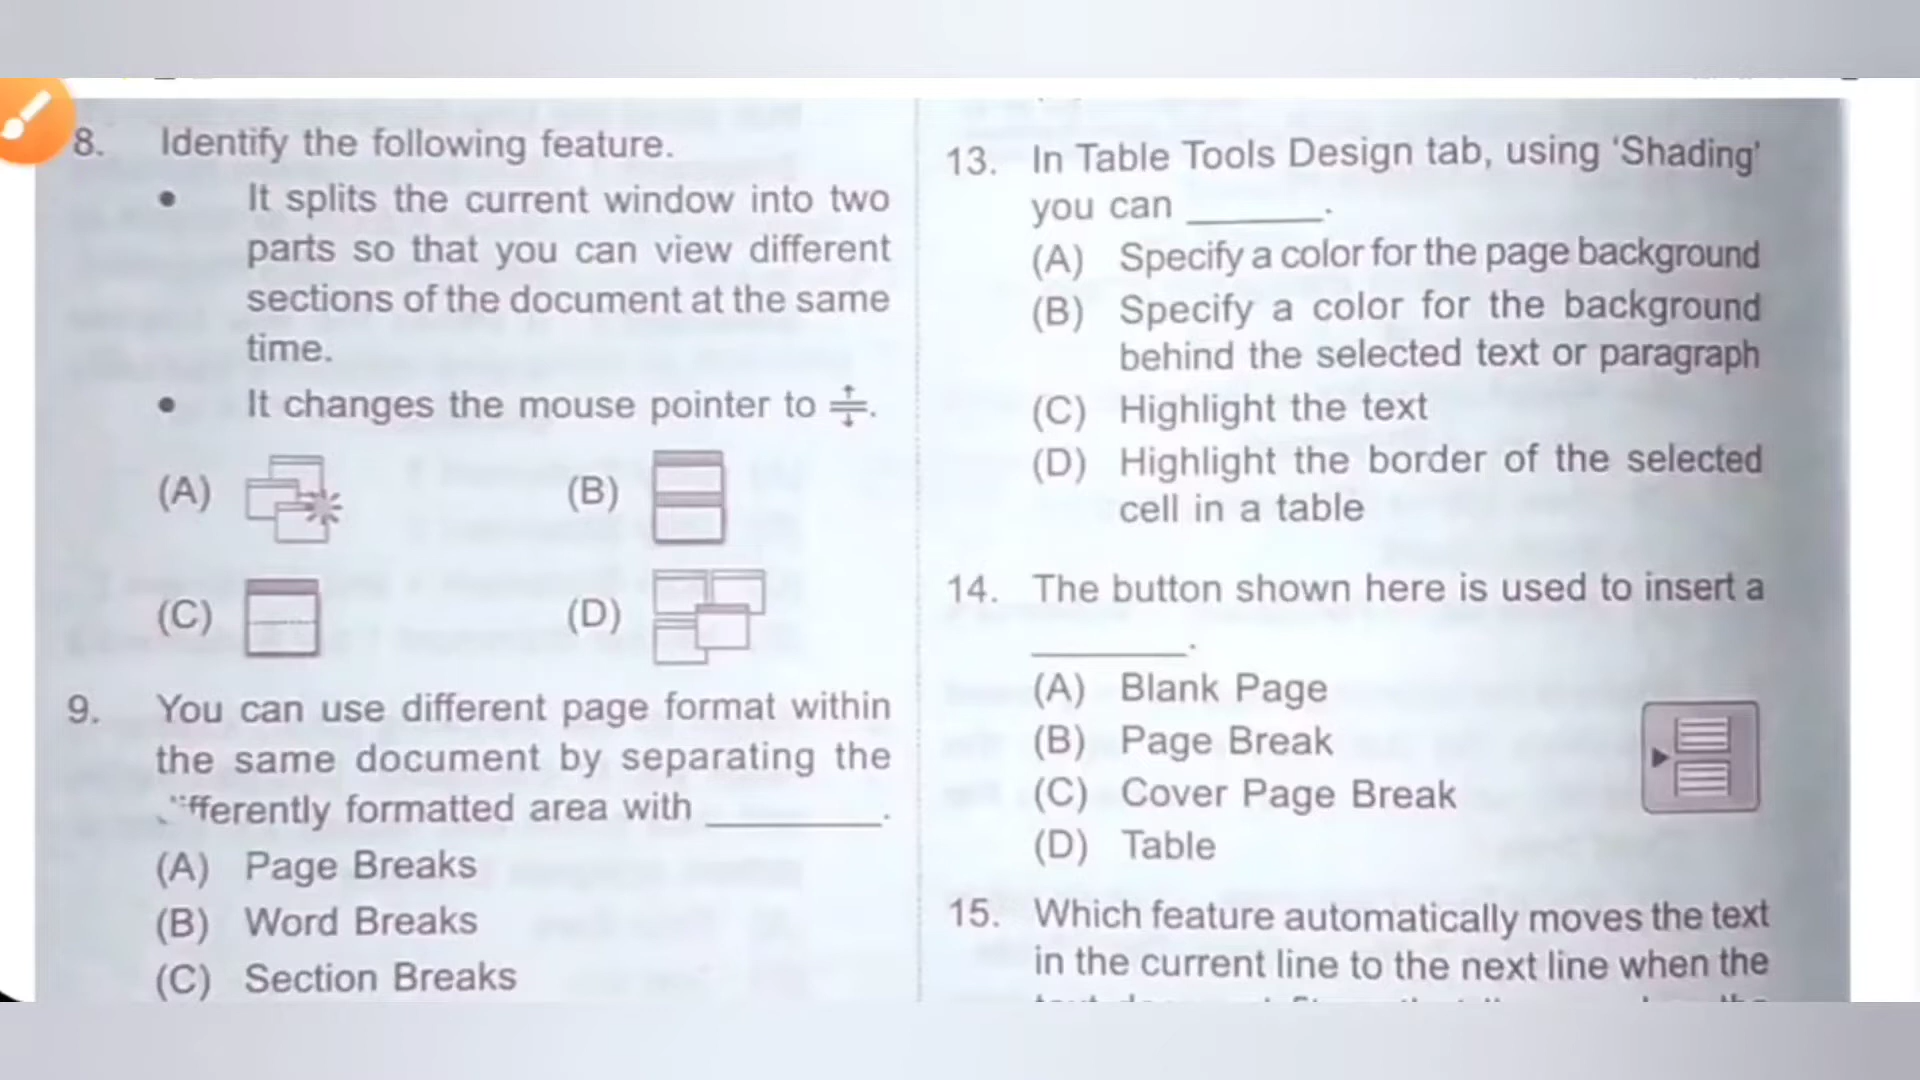 8. Identify the following feature.
• It splits the current window into two
parts so that you can view different
sections of the document at the same
time.
• It changes the mouse pointer to.
(A) (B)
(C) (D)
9. You can use different page format within
the same document by separating the
fferently formatted area with ________.
(A) Page Breaks
(B) Word Breaks
(C) Section Breaks
13. In Table Tools Design tab, using ‘Shading’
you can ______.
(A) Specify a color for the page background
(B) Specify a color for the background
behind the selected text or paragraph
(C) Highlight the text
(D) Highlight the border of the selected
cell in a table
14. The button shown here is used to insert a
_______.
(A) Blank Page
(B) Page Break
(C) Cover Page Break
(D) Table
15. Which feature automatically moves the text
in the current line to the next line when the